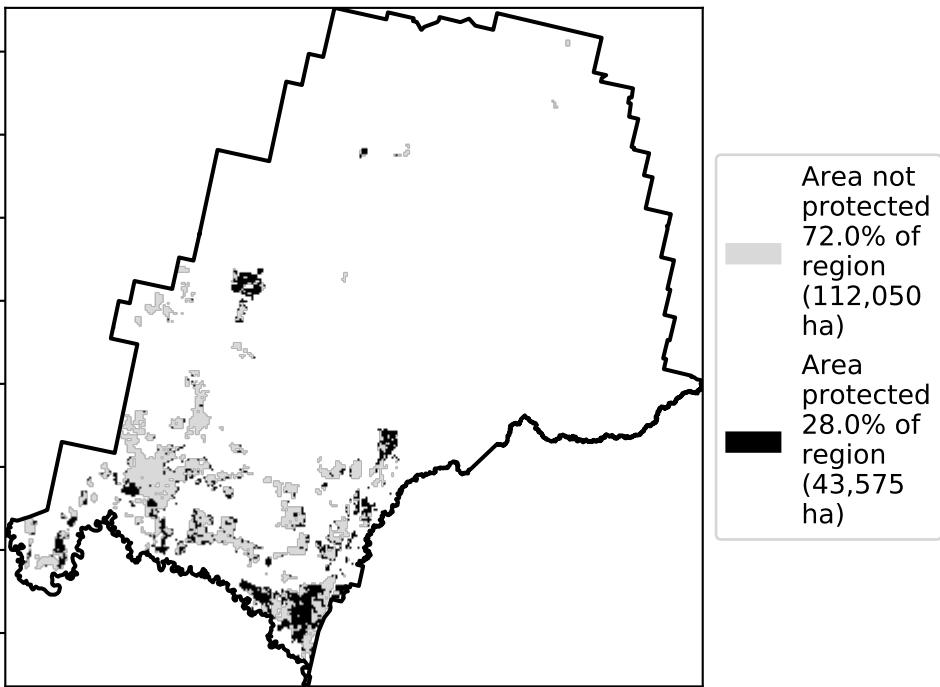 Area not
protected
72.0% of
region
(112,050
ha)
Area
protected
28.0% of
region
(43,575
ha)